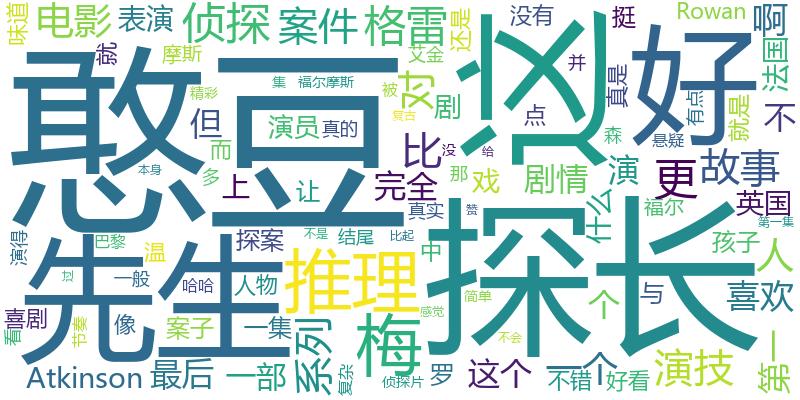 味道
电影
表演
侦探
案件
格雷
还是
没有
挺
Rowan
啊
就
摩斯
集
福尔摩斯
被
艾金
并
真是
有点
法国
精彩
对
剧
憨豆
这
好
就是
不
但
演员
真的
冥古
点
森
悬疑
而
比
没
给
本身
多
上
让
完全
那
戏
剧情
演
更
故事
英国
什么
先生
探长
真实
福尔
演得
巴黎
温
探案
不是
结尾
赞
比起
中
孩子
第一集
人
推理
过
一般
哈哈
人物
感觉
简单
个
与
喜欢
喜剧
看
节奏
像
案子
一集
系列
梅
不会
第一
Atkinson
最后
一部
复杂
侦探片
罗
这个
一个
不错
好看
演技